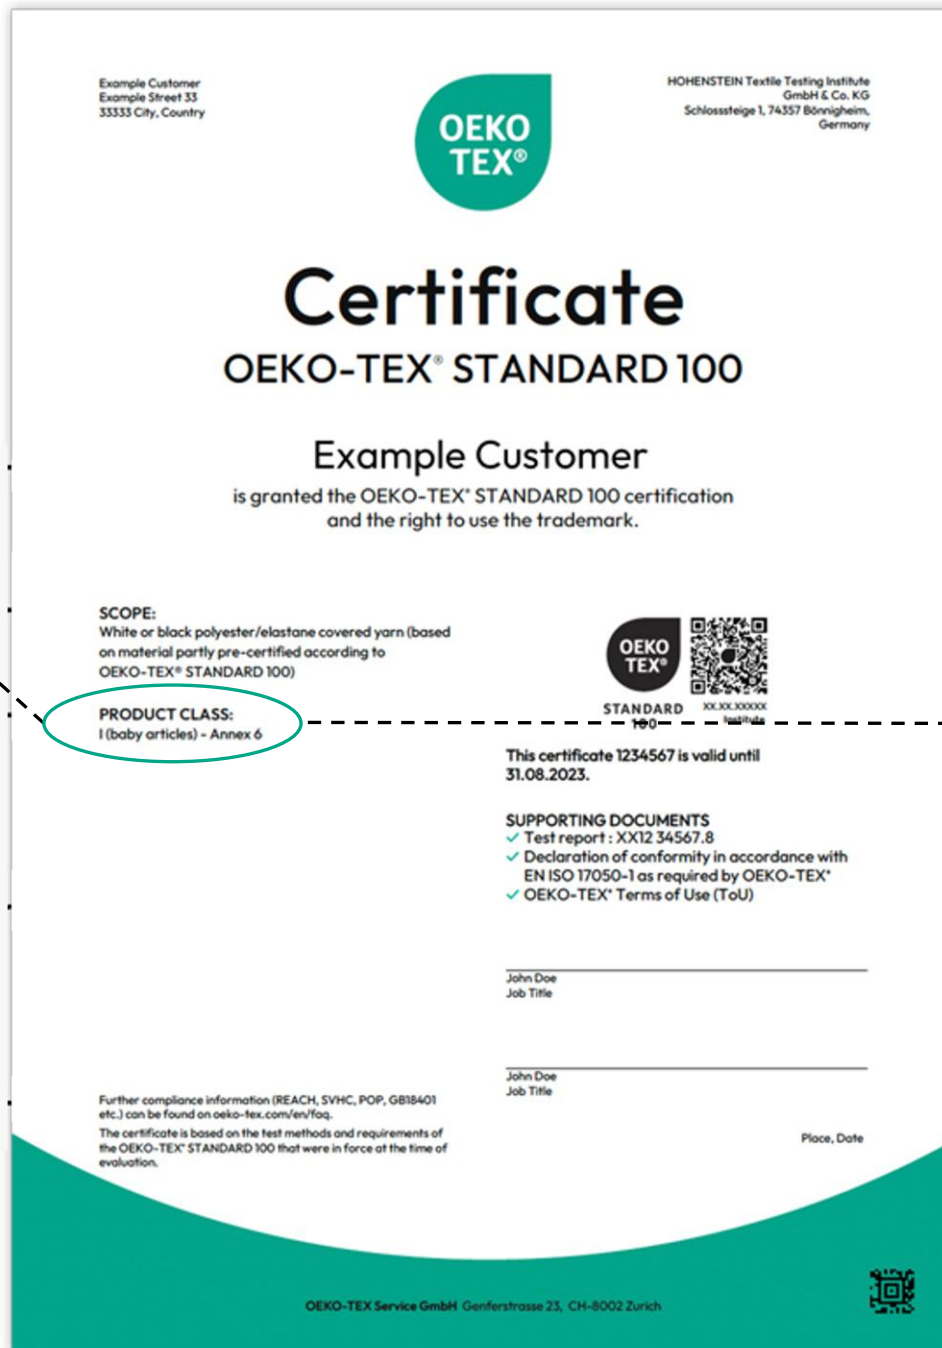 Example Customer
Example Street 33
33333 City, Country
OEKO
TEX®
HOHENSTEIN Textile Testing Institute
GmbH & Co. KG
Schlosssteige 1, 74357 Bönnigheim,
Germany
Certificate
OEKO-TEX® STANDARD 100
Example Customer
is granted the OEKO-TEX® STANDARD 100 certification
and the right to use the trademark.
SCOPE:
White or black polyester/elastane covered yarn (based
on material partly pre-certified according to
OEKO-TEX® STANDARD 100)
PRODUCT CLASS:
I (baby articles) - Annex 6
OEKO
TEX®
STANDARD
100
XX.XX.XXXXX
Institute
This certificate 1234567 is valid until
31.08.2023.
SUPPORTING DOCUMENTS
✓ Test report : XX12 34567.8
✓ Declaration of conformity in accordance with
EN ISO 17050-1 as required by OEKO-TEX®
✓ OEKO-TEX® Terms of Use (ToU)
John Doe
Job Title
John Doe
Job Title
Further compliance information (REACH, SVHC, POP, GB18401
etc.) can be found on oeko-tex.com/en/faq.
The certificate is based on the test methods and requirements of
the OEKO-TEX® STANDARD 100 that were in force at the time of
evaluation.
Place, Date
OEKO-TEX Service GmbH Genferstrasse 23, CH-8002 Zurich